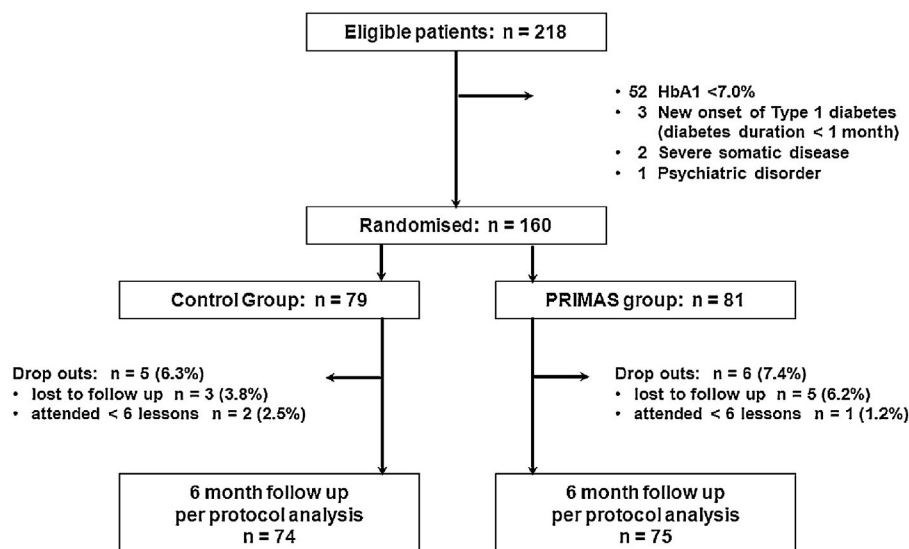 Eligible patients: n = 218
• 52 HbA1 <7.0%
• 3 New onset of Type 1 diabetes
(diabetes duration < 1 month)
• 2 Severe somatic disease
• 1 Psychiatric disorder
Randomised: n = 160
Control Group: n = 79
PRIMAS group: n = 81
Drop outs: n = 5 (6.3%)
• lost to follow up n = 3 (3.8%)
• attended < 6 lessons n = 2 (2.5%)
Drop outs: n = 6 (7.4%)
• lost to follow up n = 5 (6.2%)
• attended < 6 lessons n = 1 (1.2%)
6 month follow up
per protocol analysis
n = 74
6 month follow up
per protocol analysis
n = 75